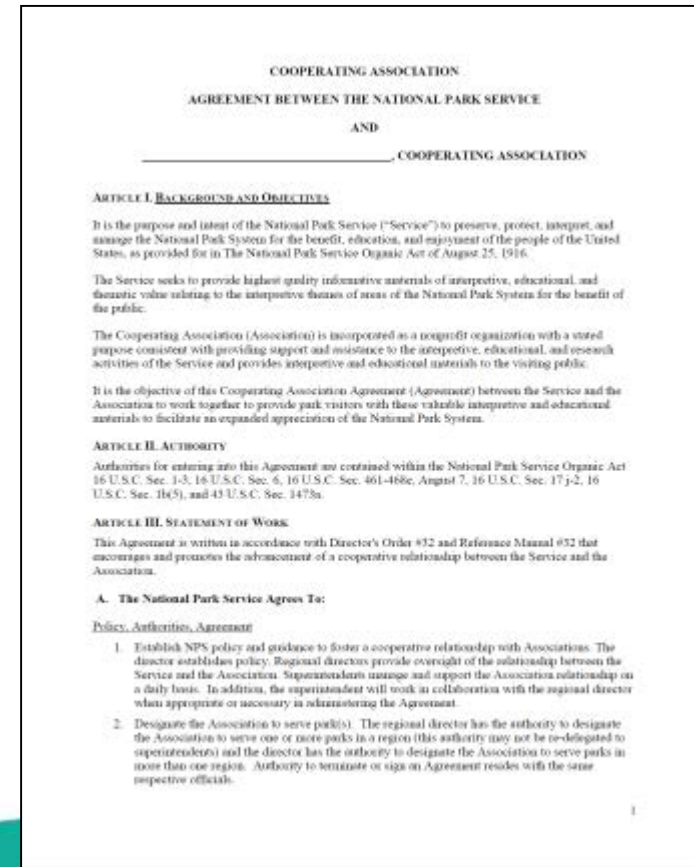 COOPERATING ASSOCIATION
AGREEMENT BETWEEN THE NATIONAL PARK SERVICE
AND
, COOPERATING ASSOCIATION
ARTICLE I. BACKGROUND AND OBJECTIVES
It is the purpose and intent of the National Park Service ("Service") to preserve, protect, interpret, and
manage the National Park System for the benefit, education, and enjoyment of the people of the United
States, as provided for in The National Park Service Organic Act of August 25, 1916.
The Service seeks to provide highest quality informative materials of interpretive, educational, and
thematic value relating to the interpretive themes of areas of the National Park System for the benefit of
the public.
The Cooperating Association (Association) is incorporated as a nonprofit organization with a stated
purpose consistent with providing support and assistance to the interpretive, educational, and research
activities of the Service and provides interpretive and educational materials to the visiting public.
It is the objective of this Cooperating Association Agreement (Agreement) between the Service and the
Association to work together to provide park visitors with these valuable interpretive and educational
materials to facilitate an expanded appreciation of the National Park System.
ARTICLE II. AUTHORITY
Authorities for entering into this Agreement are contained within the National Park Service Organic Act
16 U.S.C. Sec. 1-3, 16 U.S.C. Sec. 6, 16 U.S.C. Sec. 461-468e, August 7, 16 U.S.C. Sec. 17 j-2, 16
U.S.C. Sec. 1b(5), and 43 U.S.C. Sec. 1473a.
ARTICLE III. STATEMENT OF WORK
This Agreement is written in accordance with Director's Order #32 and Reference Manual #32 that
encourages and promotes the advancement of a cooperative relationship between the Service and the
Association.
A. The National Park Service Agrees To:
Policy, Authorities, Agreement
1. Establish NPS policy and guidance to foster a cooperative relationship with Associations. The
director establishes policy. Regional directors provide oversight of the relationship between the
Service and the Association. Superintendents manage and support the Association relationship on
a daily basis. In addition, the superintendent will work in collaboration with the regional director
when appropriate or necessary in administering the Agreement.
2. Designate the Association to serve park(s). The regional director has the authority to designate
the Association to serve one or more parks in a region (this authority may not be re-delegated to
superintendents) and the director has the authority to designate the Association to serve parks in
more than one region. Authority to terminate or sign an Agreement resides with the same
respective officials.
1